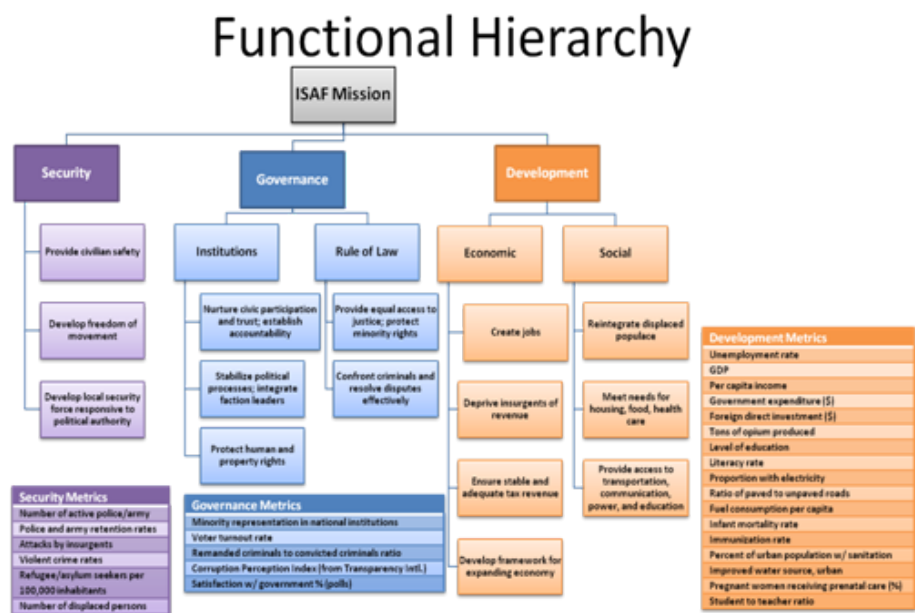 Functional Hierarchy
ISAF Mission
Security
Governance
Development
Provide civilian safety
Develop freedom of
movement
Develop local security
force responsive to
political authority
Institutions
Rule of Law
Nurture civic participation
and trust; establish
accountability
Stabilize political
processes; integrate
faction leaders
Protect human and
property rights
Provide equal access to
justice; protect
minority rights
Confront criminals and
resolve disputes
effectively
Economic
Social
Create jobs
Deprive insurgents of
revenue
Ensure stable and
adequate tax revenue
Develop framework for
expanding economy
Reintegrate displaced
populace
Meet needs for
housing, food, health
care
Provide access to
transportation,
communication,
power, and education
Security Metrics
Number of active police/army
Police and army retention rates
Attacks by insurgents
Violent crime rates
Refugee/asylum seekers per
100,000 inhabitants
Number of displaced persons
Governance Metrics
Minority representation in national institutions
Voter turnout rate
Remanded criminals to convicted criminals ratio
Corruption Perception Index (from Transparency Intl.)
Satisfaction w/ government % (polls)
Development Metrics
Unemployment rate
GDP
Per capita income
Government expenditure ($)
Foreign direct investment ($)
Tons of opium produced
Level of education
Literacy rate
Proportion with electricity
Ratio of paved to unpaved roads
Fuel consumption per capita
Infant mortality rate
Immunization rate
Percent of urban population w/ sanitation
Improved water source, urban
Pregnant women receiving prenatal care (%)
Student to teacher ratio